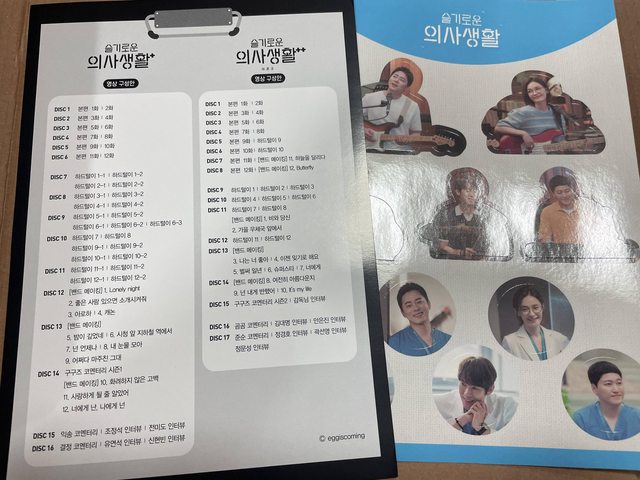 슬기로운
의사생활+
영상 구성안
DISC 1 본편 1화 | 2화
DISC 2 본편 3화 | 4화
DISC 3 본편 5화 | 6화
DISC 4 본편 7화 | 8화
DISC 5 본편 9화 | 10화
DISC 6 본편 11화 | 12화
DISC 7 하드털이 1-1 | 하드털이 1-2
하드털이 2-1 | 하드털이 2-2
DISC 8 하드털이 3-1 | 하드털이 3-2
하드털이 4-1 | 하드털이 4-2
DISC 9 하드털이 5-1 | 하드털이 5-2
하드털이 6-1 | 하드털이 6-2 | 하드털이 6-3
DISC 10 하드털이 7 | 하드털이 8
하드털이 9-1 | 하드털이 9-2
하드털이 10-1 | 하드털이 10-2
DISC 11 하드털이 11-1 | 하드털이 11-2
하드털이 12-1 | 하드털이 12-2
DISC 12 [밴드 메이킹] 1. Lonely night
2. 좋은 사람 있으면 소개시켜줘
3. 아로하 | 4. 캐논
DISC 13 [밴드 메이킹]
5. 밤이 깊었네 | 6. 시청 앞 지하철 역에서
7. 넌 언제나 | 8. 내 눈물 모아
9. 어쩌다 마주친 그대
DISC 14 구구즈 코멘터리 시즌1
[밴드 메이킹] 10. 화려하지 않은 고백
11. 사랑하게 될 줄 알았어
12. 너에게 난, 나에게 넌
DISC 15 익송 코멘터리 | 조정석 인터뷰 | 전미도 인터뷰
DISC 16 결정 코멘터리 | 유연석 인터뷰 | 신현빈 인터뷰
슬기로운
의사생활++
영상 구성안
DISC 1 본편 1화 | 2화
DISC 2 본편 3화 | 4화
DISC 3 본편 5화 | 6화
DISC 4 본편 7화 | 8화
DISC 5 본편 9화 | 하드털이 9
DISC 6 본편 10화 | 하드털이 10
DISC 7 본편 11화 | [밴드 메이킹] 11. 하늘을 달리다
DISC 8 본편 12화 | [밴드 메이킹] 12. Butterfly
DISC 9 하드털이 1 | 하드털이 2 | 하드털이 3
DISC 10 하드털이 4 | 하드털이 5 | 하드털이 6
DISC 11 하드털이 7 | 하드털이 8
[밴드 메이킹] 1. 비와 당신
2. 가을 우체국 앞에서
DISC 12 하드털이 11 | 하드털이 12
DISC 13 [밴드 메이킹]
3. 나는 너 좋아 | 4. 이젠 잊기로 해요
5. 벌써 일년 | 6. 슈퍼스타 | 7. 너에게
DISC 14 [밴드 메이킹] 8. 여전히 아름다운지
9. 넌 내게 반했어 | 10. It's my life
DISC 15 구구즈 코멘터리 시즌2 | 감독님 인터뷰
DISC 16 곰곰 코멘터리 | 김대명 인터뷰 | 안은진 인터뷰
DISC 17 준순 코멘터리 | 정경호 인터뷰 | 곽선영 인터뷰
정문성 인터뷰
© eggiscoming
슬기로운
의사생활